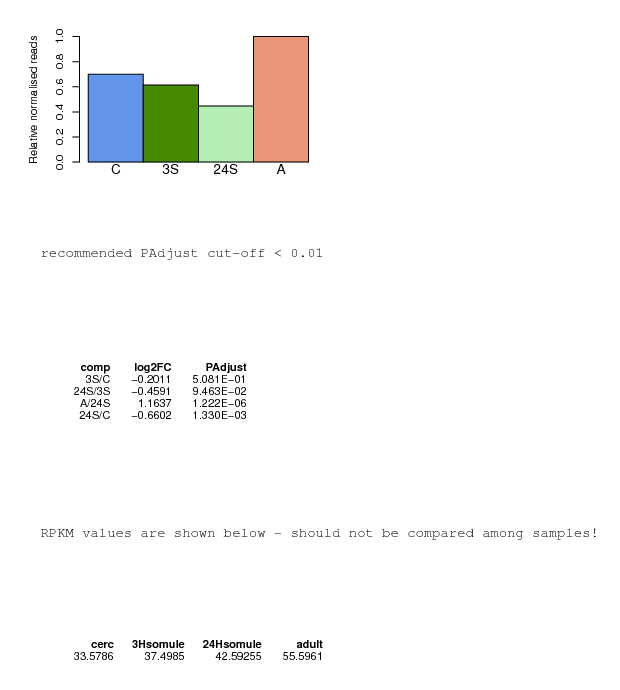 Relative normalised reads
1.0
0.8
0.6
0.4
0.2
0.0
C 3S 24S A
recommended PAdjust cut-off < 0.01
comp log2FC PAdjust
3S/C −0.2011 5.081E−01
24S/3S −0.4591 9.463E−02
A/24S 1.1637 1.222E−06
24S/C −0.6602 1.330E−03
RPKM values are shown below - should not be compared among samples!
cerc 3Hsomule 24Hsomule adult
33.5786 37.4985 42.59255 55.5961